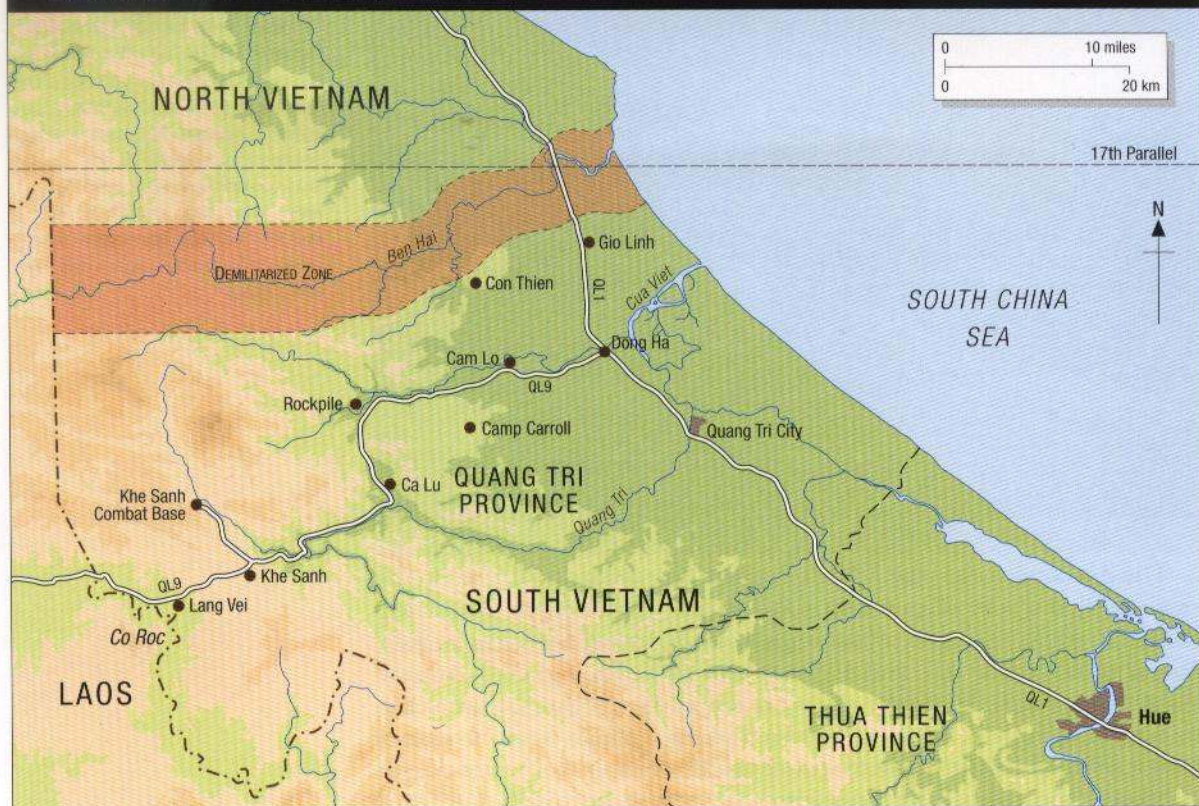 0 10 miles
0 20 km
NORTH VIETNAM
17th Parallel
N
Gio Linh
Ben Hai
DEMILITARIZED ZONE
Con Thien
QL1
Cua Viet
SOUTH CHINA
SEA
Dong Ha
Cam Lo
QL9
Rockpile
Camp Carroll
Quang Tri City
Ca Lu
QUANG TRI
PROVINCE
Khe Sanh
Combat Base
Quang Tri
QL9
Khe Sanh
Lang Vei
SOUTH VIETNAM
Co Roc
LAOS
QL1
THUA THIEN
PROVINCE
Hue